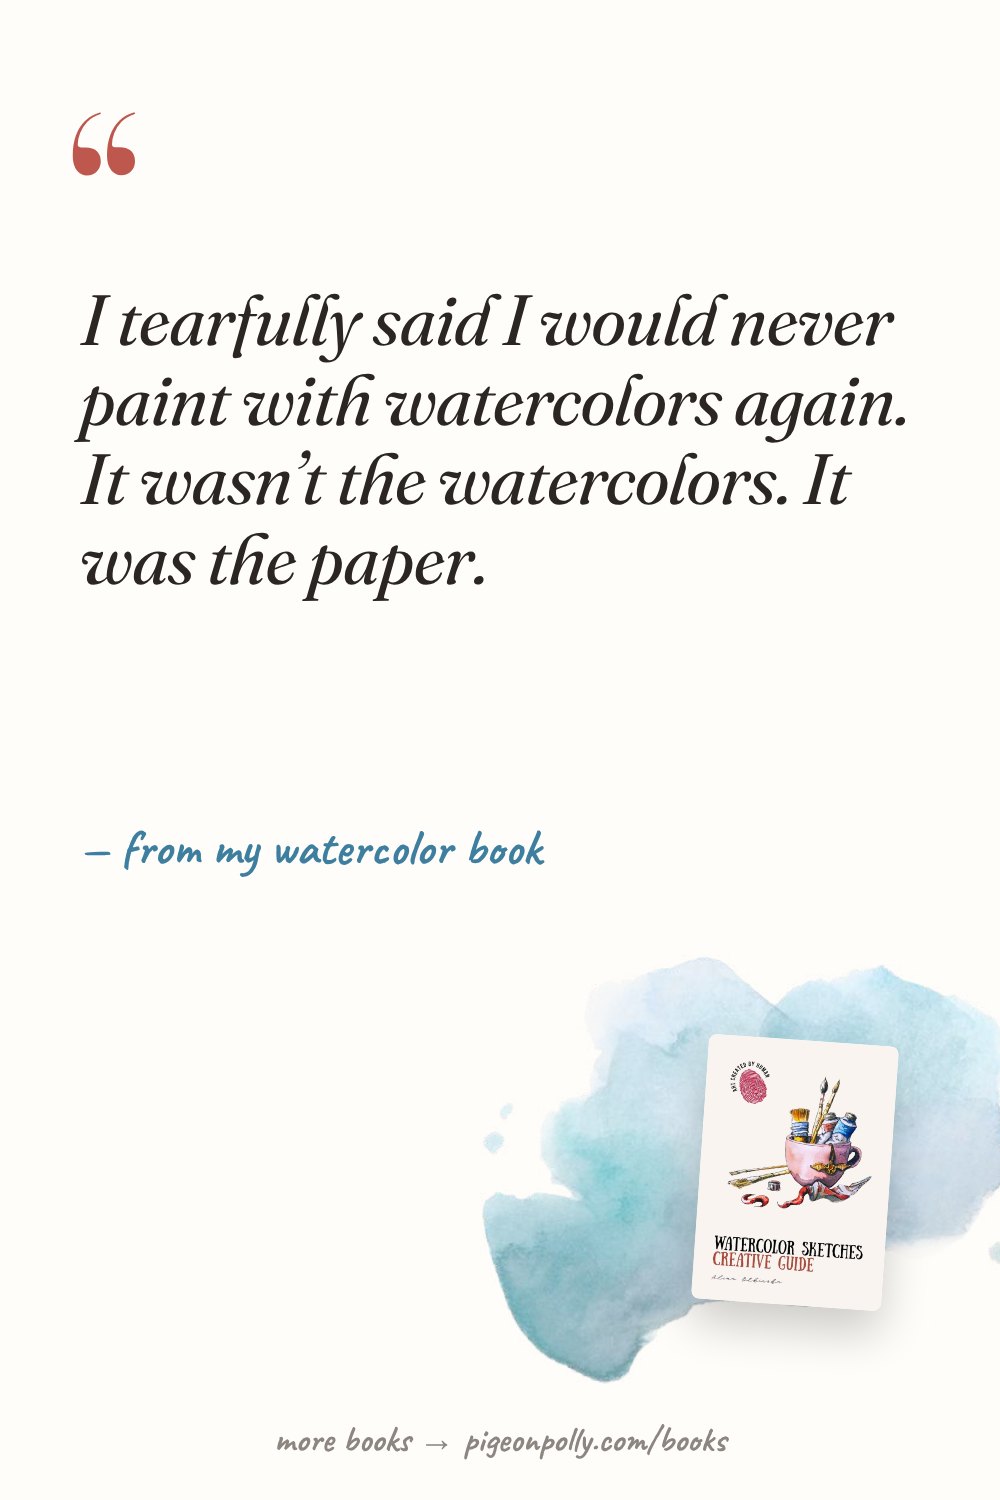 “
I tearfully said I would never
paint with watercolors again.
It wasn’t the watercolors. It
was the paper.
— from my watercolor book
ART CREATED BY HUMAN
WATERCOLOR SKETCHES
CREATIVE GUIDE
more books → pigeonpolly.com/books